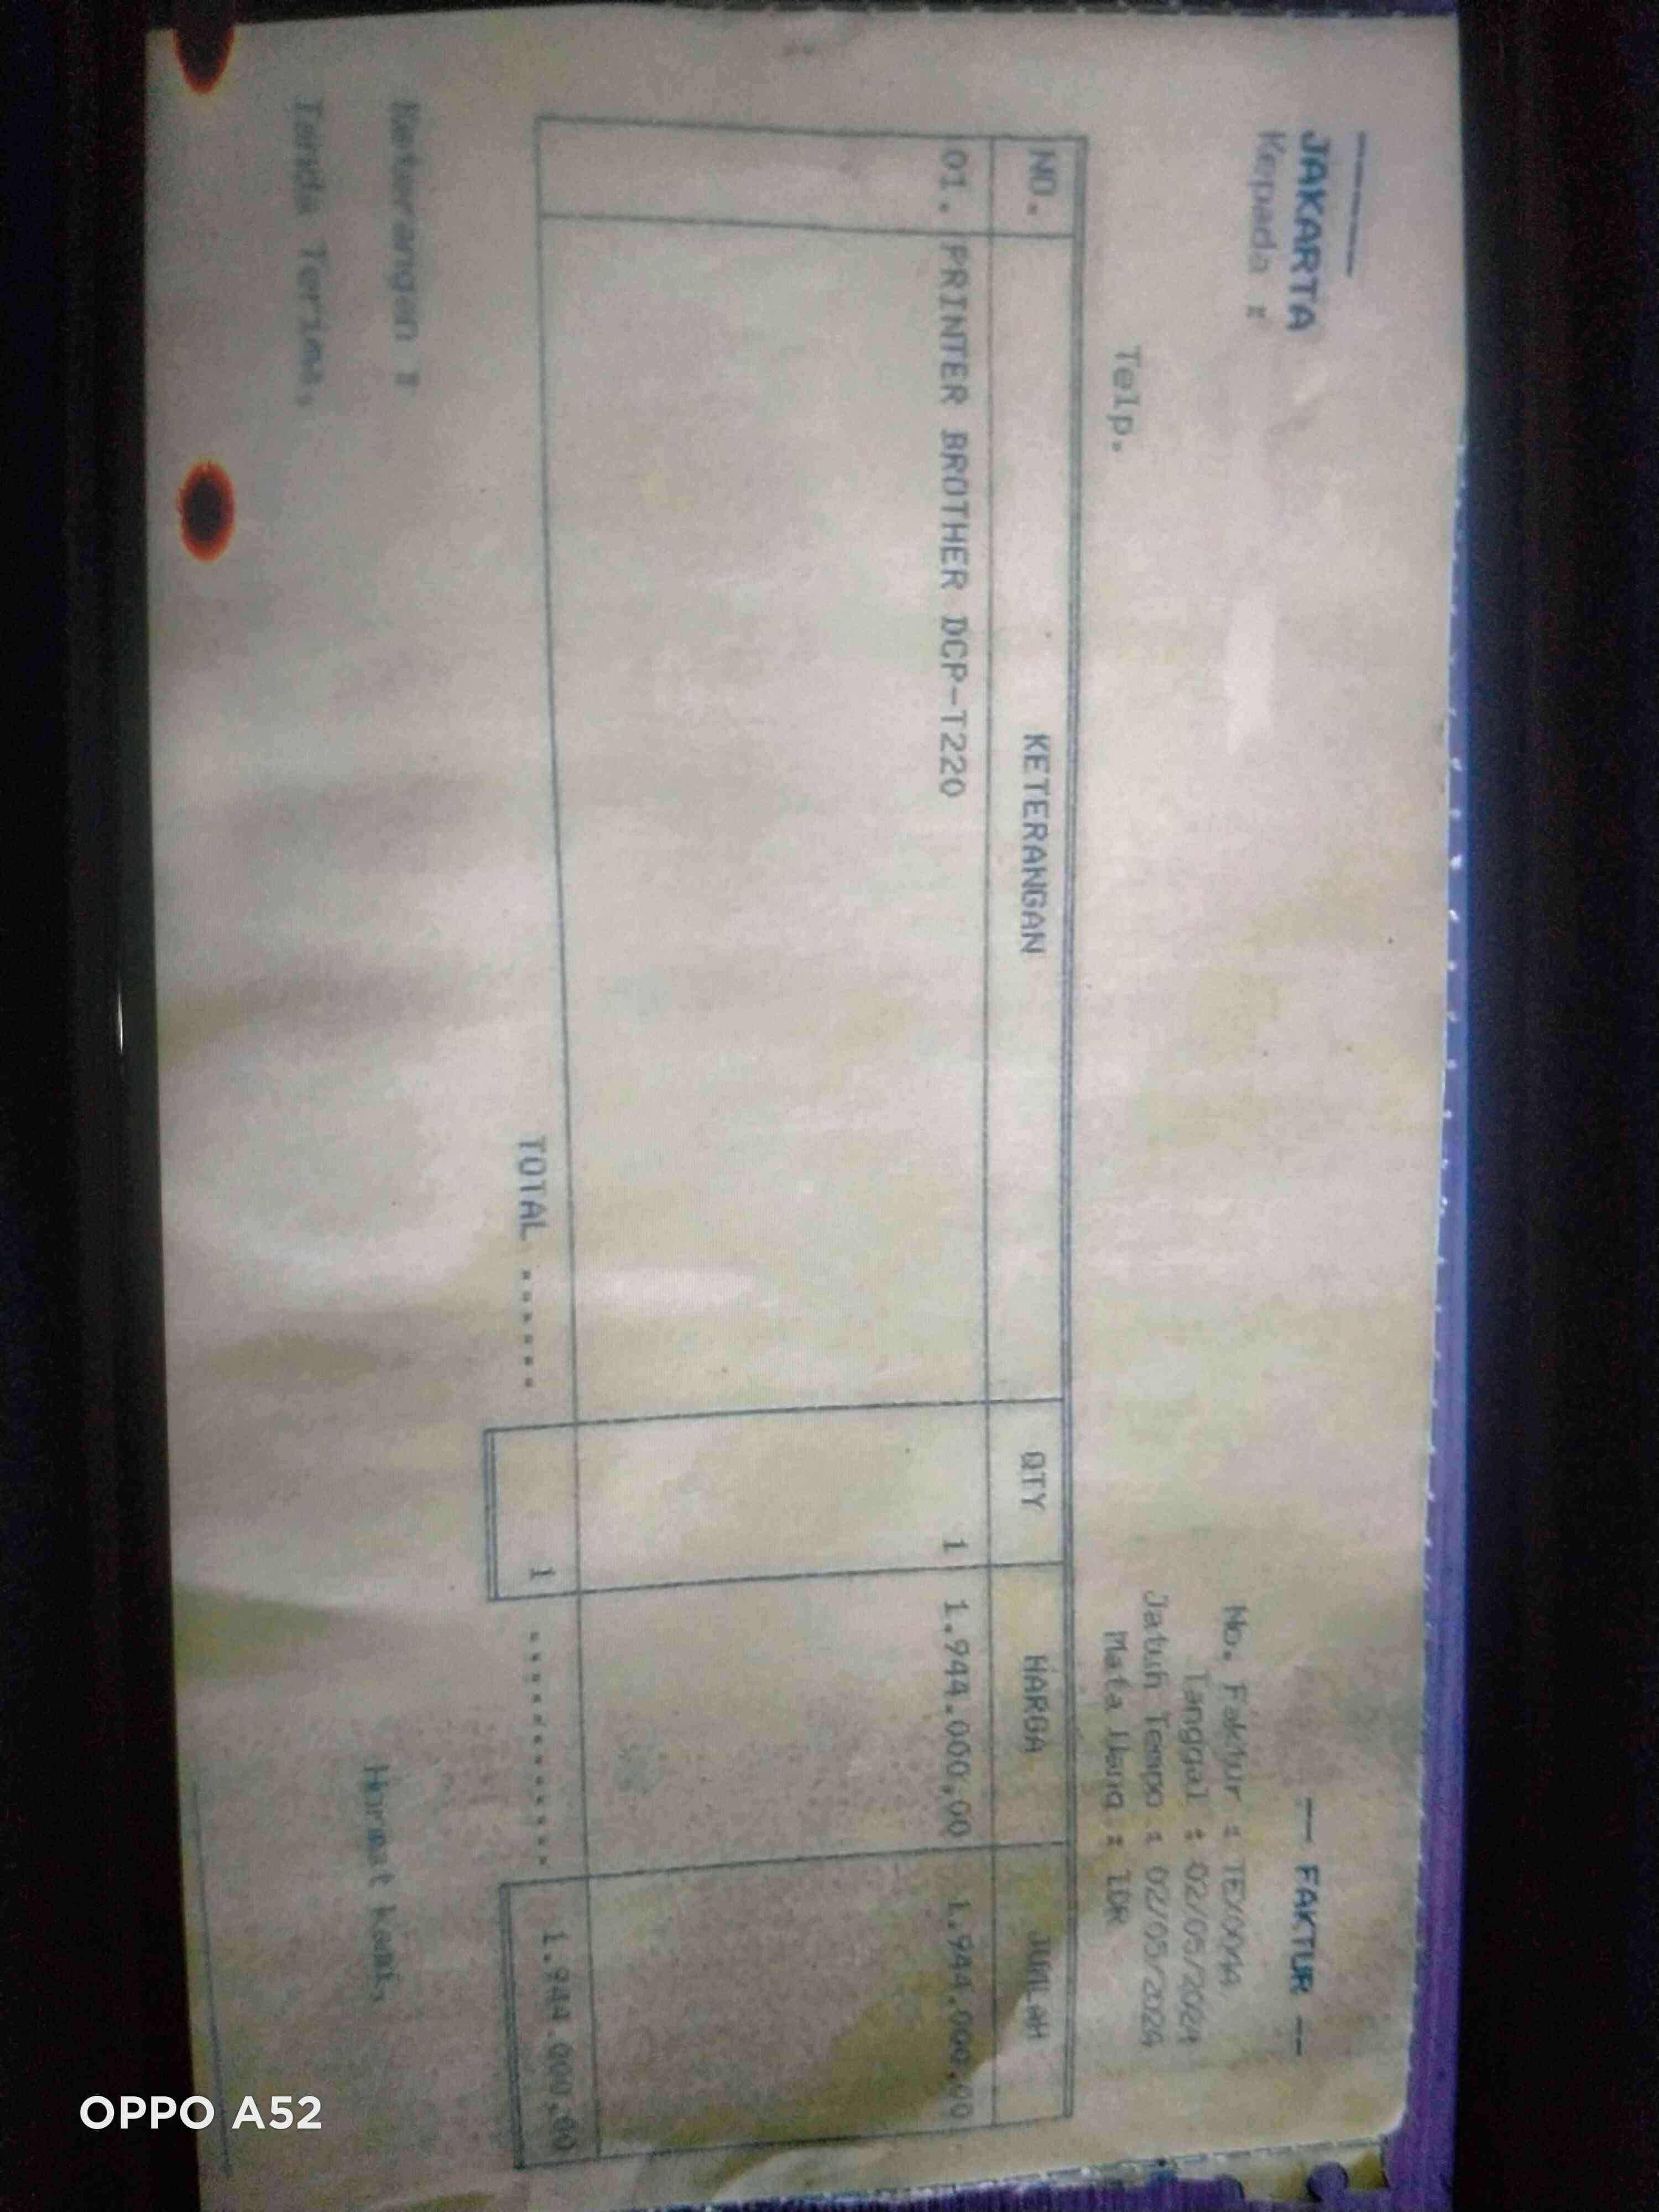 JAKARTA
-- FAKTUR --
Kepada :
No. Faktur :
Tanggal : 02/05/2024
Jatuh Tempo : 02/05/2024
Telp.
Mata Uang : IDR
NO. KETERANGAN QTY HARGA JUMLAH
01. PRINTER BROTHER DCP-T220 1 1.944.000,00 1.944.000,00
TOTAL ...... 1 ............ 1.944.000,00
Keterangan :
Hormat kami,
Tanda Terima,
OPPO A52